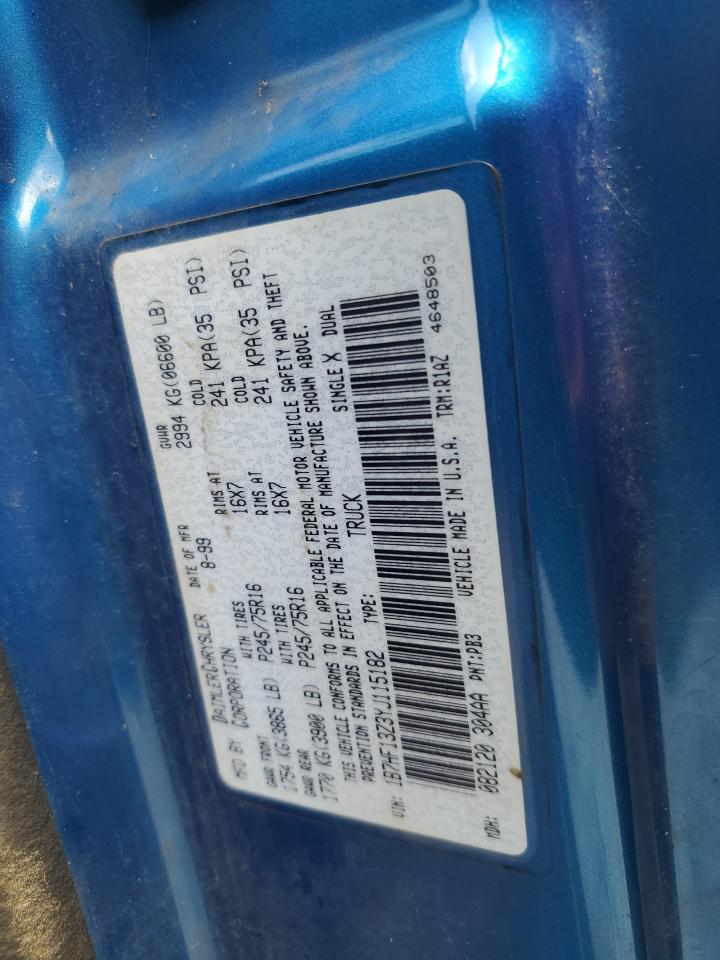 MFD BY DAIMLERCHRYSLER CORPORATION DATE OF MFR 8-99 GVWR 2994 KG(06600 LB)
GAWR FRONT WITH TIRES RIMS AT COLD
1754 KG(3865 LB) P245/75R16 16X7 241 KPA(35 PSI)
GAWR REAR WITH TIRES RIMS AT COLD
1770 KG(3900 LB) P245/75R16 16X7 241 KPA(35 PSI)
THIS VEHICLE CONFORMS TO ALL APPLICABLE FEDERAL MOTOR VEHICLE SAFETY AND THEFT
PREVENTION STANDARDS IN EFFECT ON THE DATE OF MANUFACTURE SHOWN ABOVE.
VIN: 1B7HF13Z3YJ115182 TYPE: TRUCK SINGLE X DUAL
MDH: 082120 304AA PNT:PB3 VEHICLE MADE IN U.S.A. TRM:R1AZ 4648503